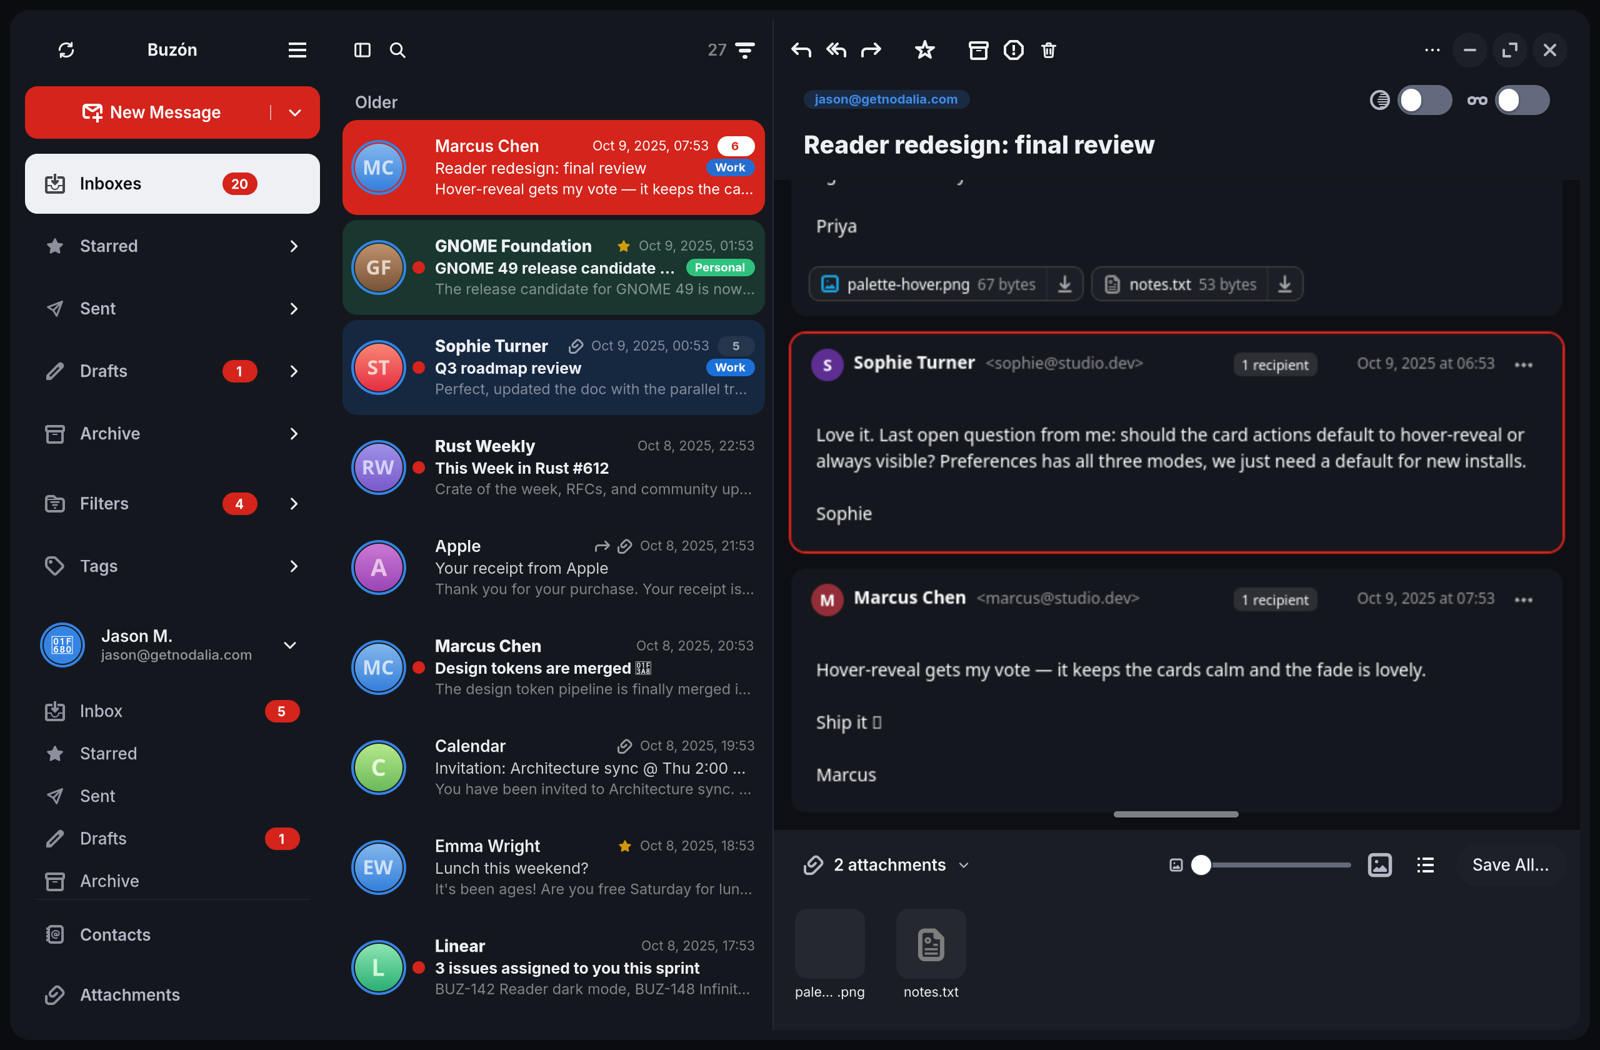 Buzón
New Message
Inboxes 20
Starred
Sent
Drafts 1
Archive
Filters 4
Tags
Jason M.
jason@getnodalia.com
Inbox 5
Starred
Sent
Drafts 1
Archive
Contacts
Attachments
27
Older
MC
Marcus Chen Oct 9, 2025, 07:53 6
Reader redesign: final review Work
Hover-reveal gets my vote — it keeps the ca...
GF
GNOME Foundation Oct 9, 2025, 01:53
GNOME 49 release candidate ... Personal
The release candidate for GNOME 49 is now...
ST
Sophie Turner Oct 9, 2025, 00:53 5
Q3 roadmap review Work
Perfect, updated the doc with the parallel tr...
RW
Rust Weekly Oct 8, 2025, 22:53
This Week in Rust #612
Crate of the week, RFCs, and community up...
A
Apple Oct 8, 2025, 21:53
Your receipt from Apple
Thank you for your purchase. Your receipt is...
MC
Marcus Chen Oct 8, 2025, 20:53
Design tokens are merged
The design token pipeline is finally merged i...
C
Calendar Oct 8, 2025, 19:53
Invitation: Architecture sync @ Thu 2:00 ...
You have been invited to Architecture sync. ...
EW
Emma Wright Oct 8, 2025, 18:53
Lunch this weekend?
It's been ages! Are you free Saturday for lun...
L
Linear Oct 8, 2025, 17:53
3 issues assigned to you this sprint
BUZ-142 Reader dark mode, BUZ-148 Infinit...
jason@getnodalia.com
Reader redesign: final review
Priya
palette-hover.png 67 bytes
notes.txt 53 bytes
S
Sophie Turner <sophie@studio.dev> 1 recipient Oct 9, 2025 at 06:53
Love it. Last open question from me: should the card actions default to hover-reveal or
always visible? Preferences has all three modes, we just need a default for new installs.
Sophie
M
Marcus Chen <marcus@studio.dev> 1 recipient Oct 9, 2025 at 07:53
Hover-reveal gets my vote — it keeps the cards calm and the fade is lovely.
Ship it
Marcus
2 attachments
Save All...
pale... .png
notes.txt